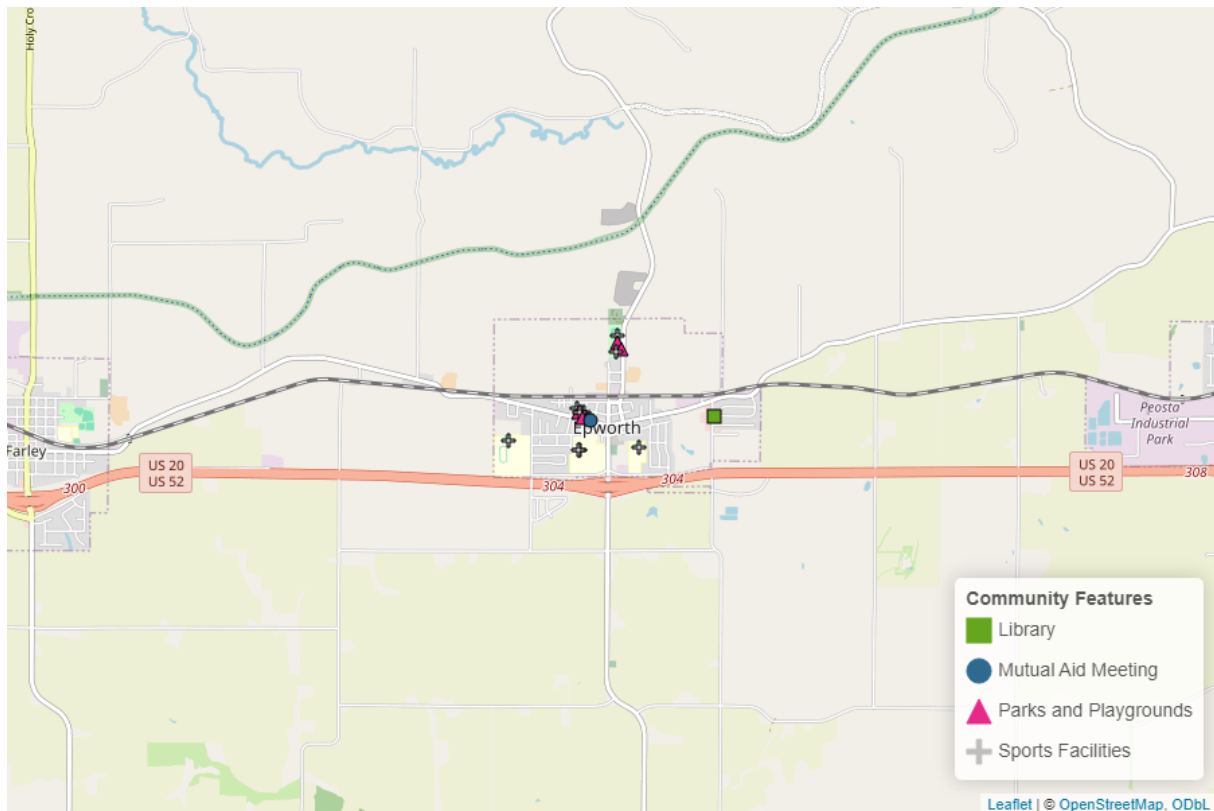 Holy Cro
Epworth
Farley
Peosta
Industrial
Park
US 20
US 52
300
304
304
US 20
US 52
308
Community Features
Library
Mutual Aid Meeting
Parks and Playgrounds
Sports Facilities
Leaflet | © OpenStreetMap, ODbL